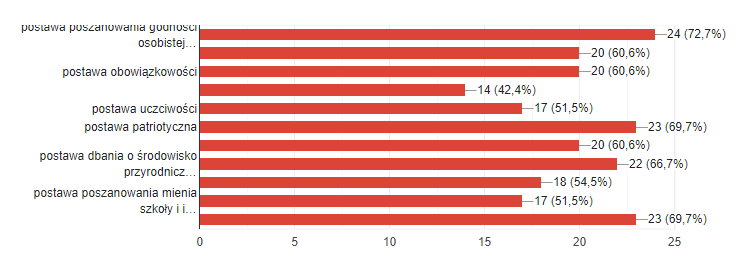 postawa poszanowania godności
osobistej…
24 (72,7%)
20 (60,6%)
postawa obowiązkowości
20 (60,6%)
14 (42,4%)
postawa uczciwości
17 (51,5%)
postawa patriotyczna
23 (69,7%)
20 (60,6%)
postawa dbania o środowisko
przyrodnicz…
22 (66,7%)
18 (54,5%)
postawa poszanowania mienia
szkoły i i…
17 (51,5%)
23 (69,7%)
0 5 10 15 20 25